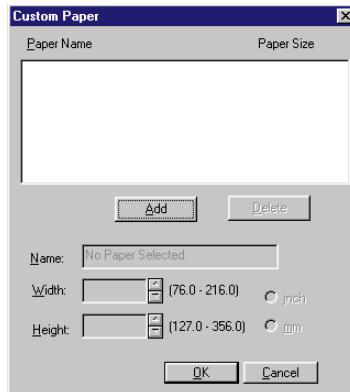 Custom Paper
Paper Name Paper Size
Add Delete
Name: No Paper Selected
Width: (76.0 - 216.0) inch
Height: (127.0 - 356.0) mm
OK Cancel